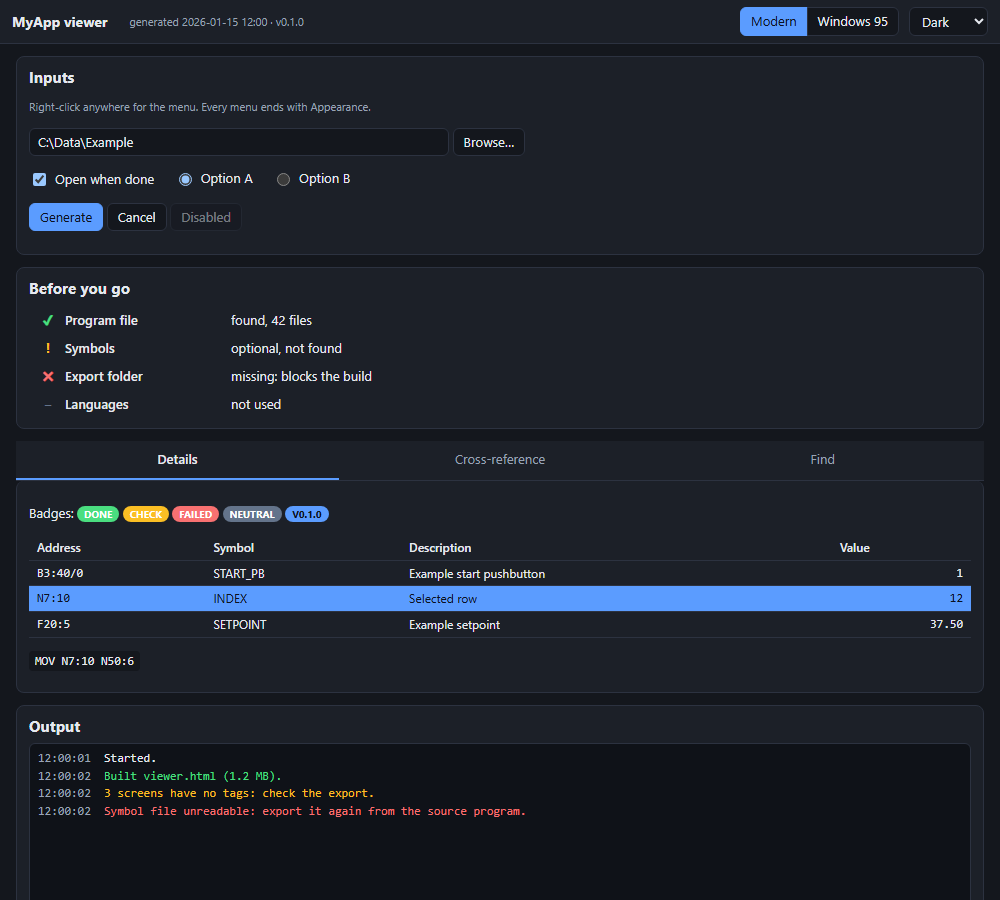 MyApp viewer generated 2026-01-15 12:00 · v0.1.0 Modern Windows 95 Dark
Inputs
Right-click anywhere for the menu. Every menu ends with Appearance.
C:\Data\Example Browse...
Open when done Option A Option B
Generate Cancel Disabled
Before you go
Program file found, 42 files
! Symbols optional, not found
Export folder missing: blocks the build
– Languages not used
Details Cross-reference Find
Badges: DONE CHECK FAILED NEUTRAL V0.1.0
Address Symbol Description Value
B3:40/0 START_PB Example start pushbutton 1
N7:10 INDEX Selected row 12
F20:5 SETPOINT Example setpoint 37.50
MOV N7:10 N50:6
Output
12:00:01 Started.
12:00:02 Built viewer.html (1.2 MB).
12:00:02 3 screens have no tags: check the export.
12:00:02 Symbol file unreadable: export it again from the source program.